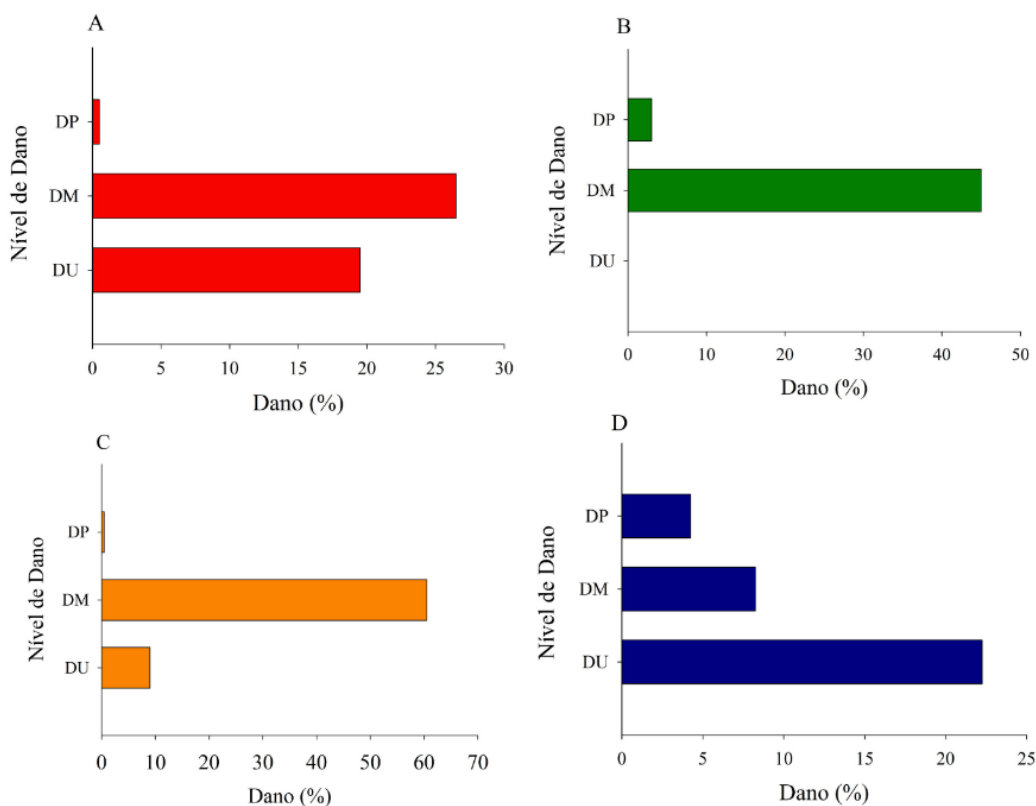 A
Nível de Dano
DP
DM
DU
0 5 10 15 20 25 30
Dano (%)
B
Nível de Dano
DP
DM
DU
0 10 20 30 40 50
Dano (%)
C
Nível de Dano
DP
DM
DU
0 10 20 30 40 50 60 70
Dano (%)
D
Nível de Dano
DP
DM
DU
0 5 10 15 20 25
Dano (%)